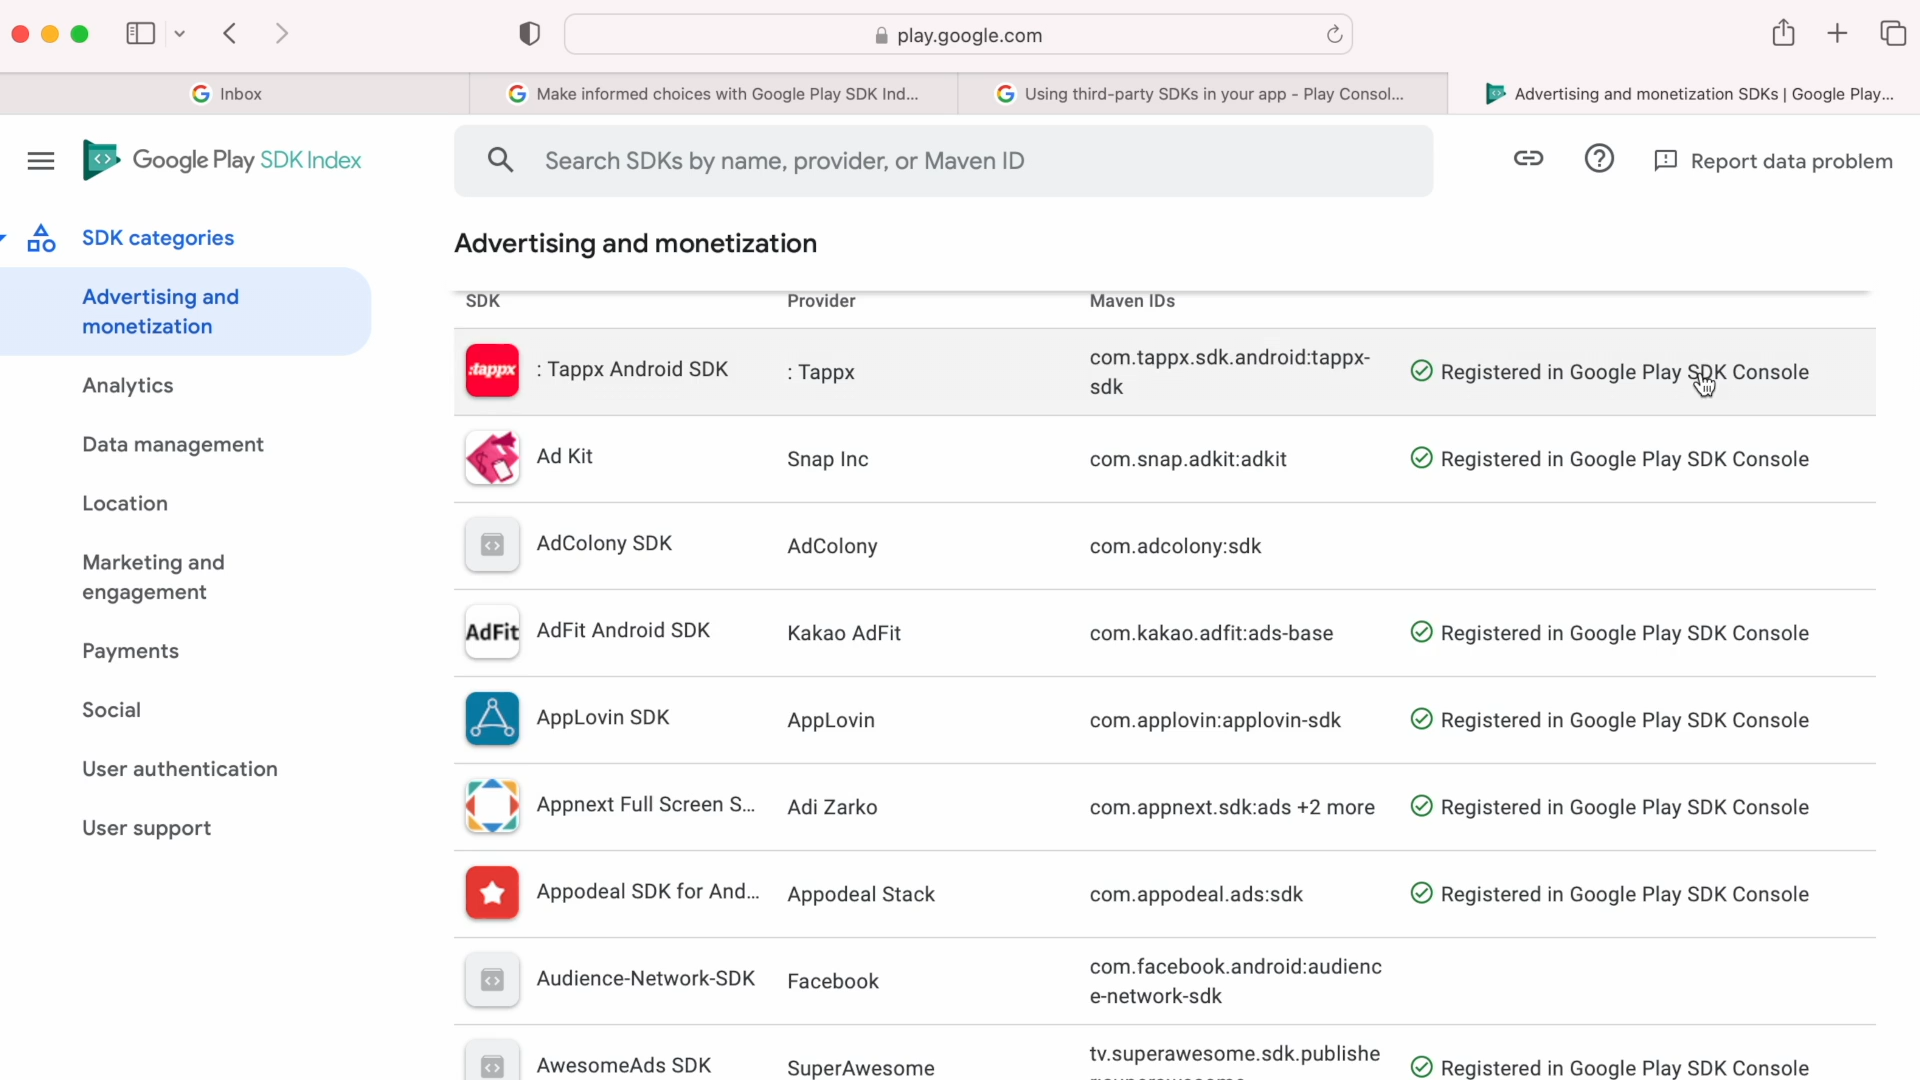 play.google.com
Inbox
Make informed choices with Google Play SDK Ind...
Using third-party SDKs in your app - Play Consol...
Advertising and monetization SDKs | Google Play...
Google Play SDK Index
Search SDKs by name, provider, or Maven ID
Report data problem
SDK categories
Advertising and
monetization
Analytics
Data management
Location
Marketing and
engagement
Payments
Social
User authentication
User support
Advertising and monetization
SDK Provider Maven IDs
:tappx
: Tappx Android SDK : Tappx com.tappx.sdk.android:tappx-
sdk
Registered in Google Play SDK Console
Ad Kit Snap Inc com.snap.adkit:adkit Registered in Google Play SDK Console
AdColony SDK AdColony com.adcolony:sdk
AdFit
AdFit Android SDK Kakao AdFit com.kakao.adfit:ads-base Registered in Google Play SDK Console
AppLovin SDK AppLovin com.applovin:applovin-sdk Registered in Google Play SDK Console
Appnext Full Screen S... Adi Zarko com.appnext.sdk:ads +2 more Registered in Google Play SDK Console
Appodeal SDK for And... Appodeal Stack com.appodeal.ads:sdk Registered in Google Play SDK Console
Audience-Network-SDK Facebook com.facebook.android:audienc
e-network-sdk
AwesomeAds SDK SuperAwesome tv.superawesome.sdk.publishe
Registered in Google Play SDK Console